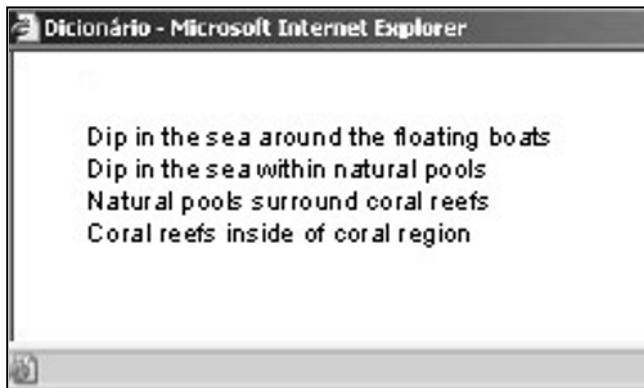 Dicionário - Microsoft Internet Explorer
Dip in the sea around the floating boats
Dip in the sea within natural pools
Natural pools surround coral reefs
Coral reefs inside of coral region